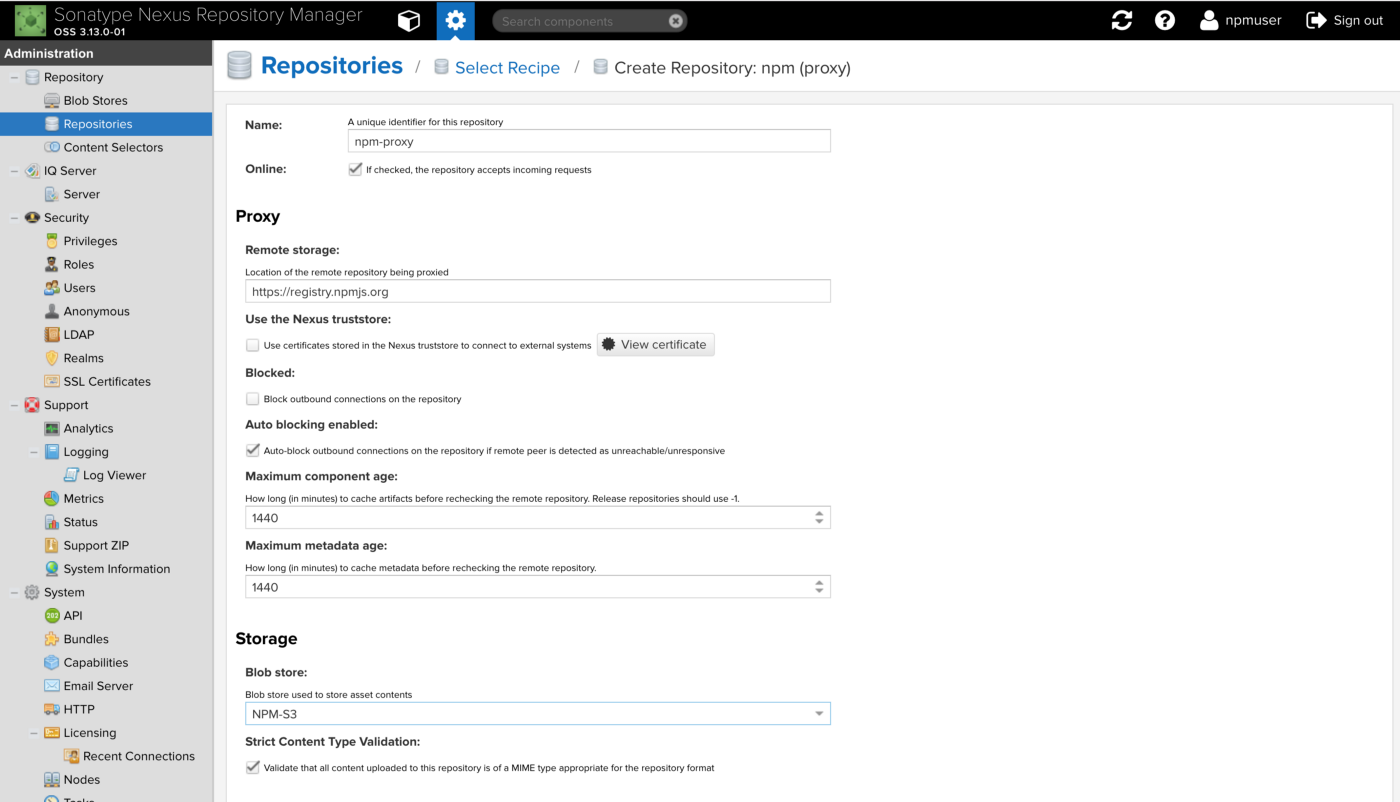 Sonatype Nexus Repository Manager
OSS 3.13.0-01
Search components
npmuser
Sign out
Administration
Repository
Blob Stores
Repositories
Content Selectors
IQ Server
Server
Security
Privileges
Roles
Users
Anonymous
LDAP
Realms
SSL Certificates
Support
Analytics
Logging
Log Viewer
Metrics
Status
Support ZIP
System Information
System
API
Bundles
Capabilities
Email Server
HTTP
Licensing
Recent Connections
Nodes
Tasks
Repositories / Select Recipe / Create Repository: npm (proxy)
Name:
A unique identifier for this repository
npm-proxy
Online:
If checked, the repository accepts incoming requests
Proxy
Remote storage:
Location of the remote repository being proxied
https://registry.npmjs.org
Use the Nexus truststore:
Use certificates stored in the Nexus truststore to connect to external systems
View certificate
Blocked:
Block outbound connections on the repository
Auto blocking enabled:
Auto-block outbound connections on the repository if remote peer is detected as unreachable/unresponsive
Maximum component age:
How long (in minutes) to cache artifacts before rechecking the remote repository. Release repositories should use -1.
1440
Maximum metadata age:
How long (in minutes) to cache metadata before rechecking the remote repository.
1440
Storage
Blob store:
Blob store used to store asset contents
NPM-S3
Strict Content Type Validation:
Validate that all content uploaded to this repository is of a MIME type appropriate for the repository format